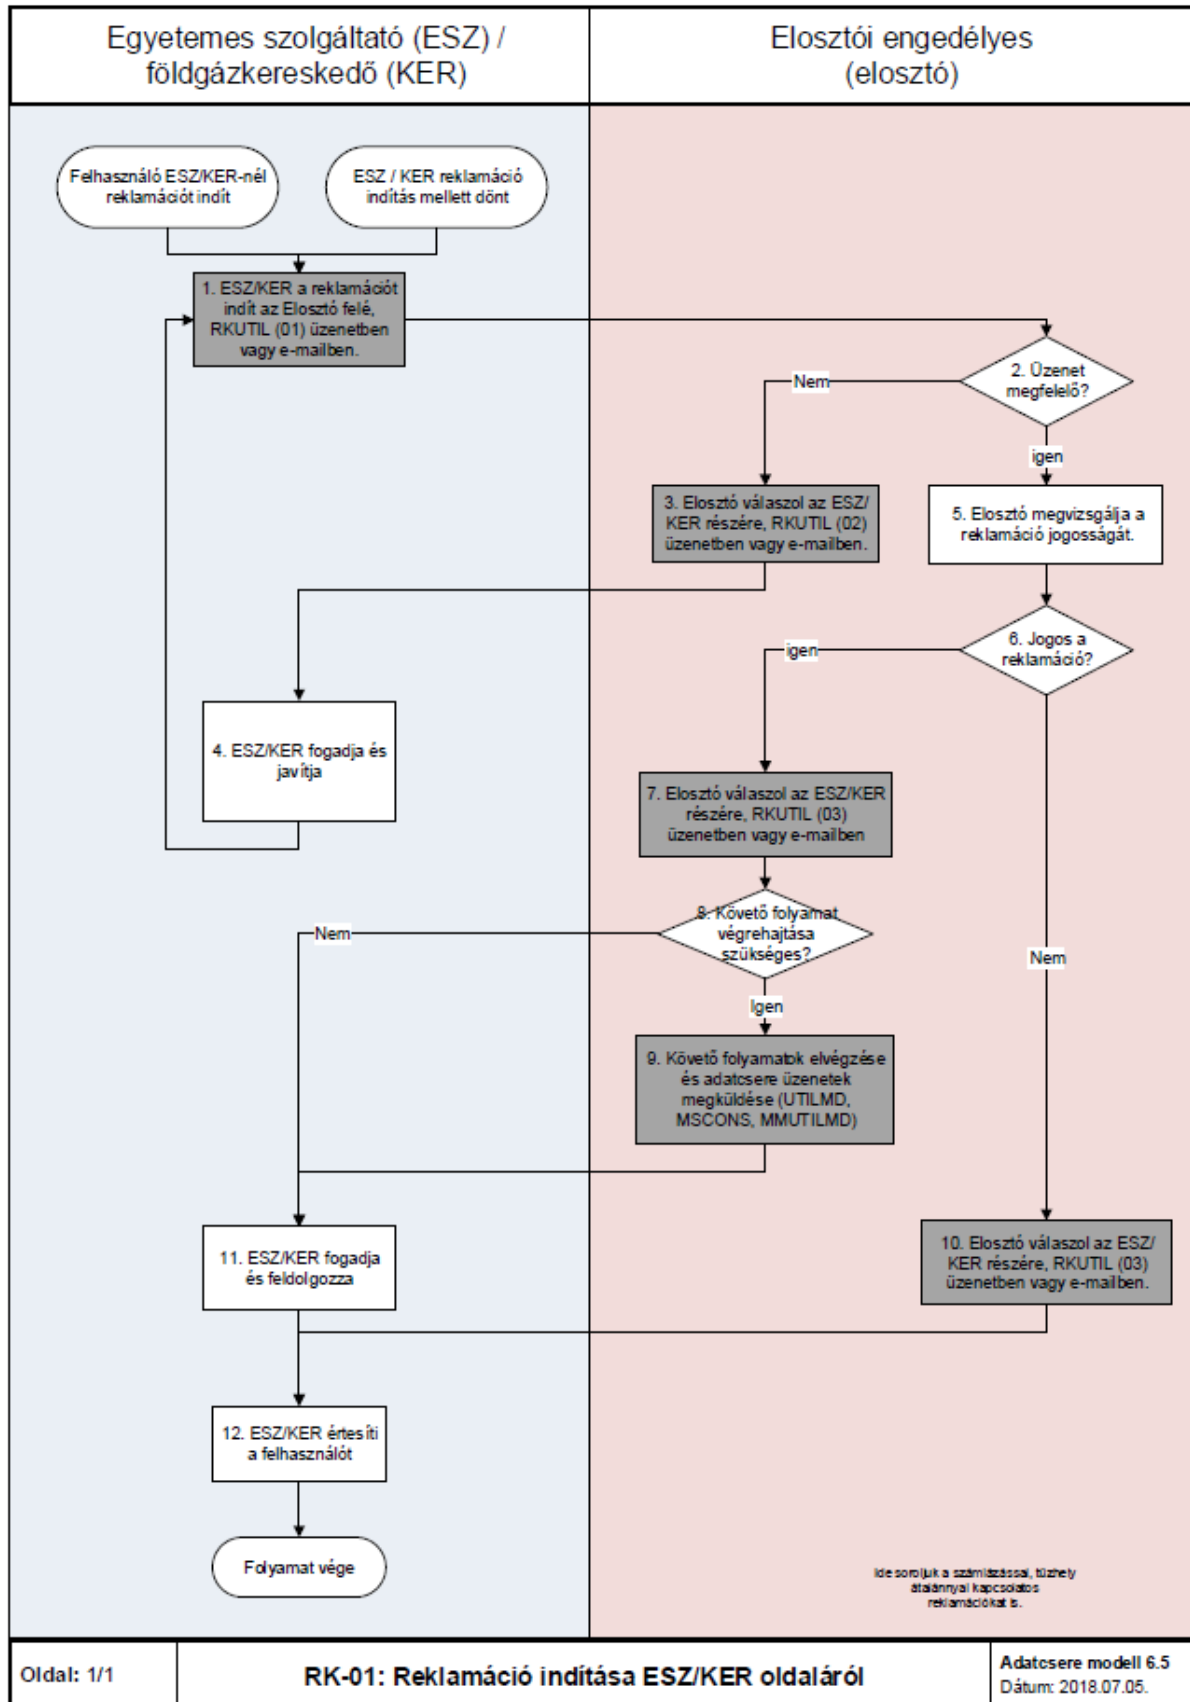 Egyetemes szolgáltató (ESZ) /
földgázkereskedő (KER)
Elosztói engedélyes
(elosztó)
Felhasználó ESZ/KER-nél
reklamációt indít
ESZ / KER reklamáció
indítás mellett dönt
1. ESZ/KER a reklamációt
indít az Elosztó felé,
RKUTIL (01) üzenetben
vagy e-mailben.
2. Üzenet
megfelelő?
Nem
igen
3. Elosztó válaszol az ESZ/
KER részére, RKUTIL (02)
üzenetben vagy e-mailben.
5. Elosztó megvizsgálja a
reklamáció jogosságát.
6. Jogos a
reklamáció?
igen
4. ESZ/KER fogadja és
javítja
7. Elosztó válaszol az ESZ/KER
részére, RKUTIL (03)
üzenetben vagy e-mailben
8. Követő folyamat
végrehajtása
szükséges?
Nem
Nem
Igen
9. Követő folyamatok elvégzése
és adatcsere üzenetek
megküldése (UTILMD,
MSCONS, MMUTILMD)
11. ESZ/KER fogadja
és feldolgozza
10. Elosztó válaszol az ESZ/
KER részére, RKUTIL (03)
üzenetben vagy e-mailben.
12. ESZ/KER értesíti
a felhasználót
Folyamat vége
Ide soroljuk a számlázással, tűzhely
átalánnyal kapcsolatos
reklamációkat is.
Oldal: 1/1
RK-01: Reklamáció indítása ESZ/KER oldaláról
Adatcsere modell 6.5
Dátum: 2018.07.05.